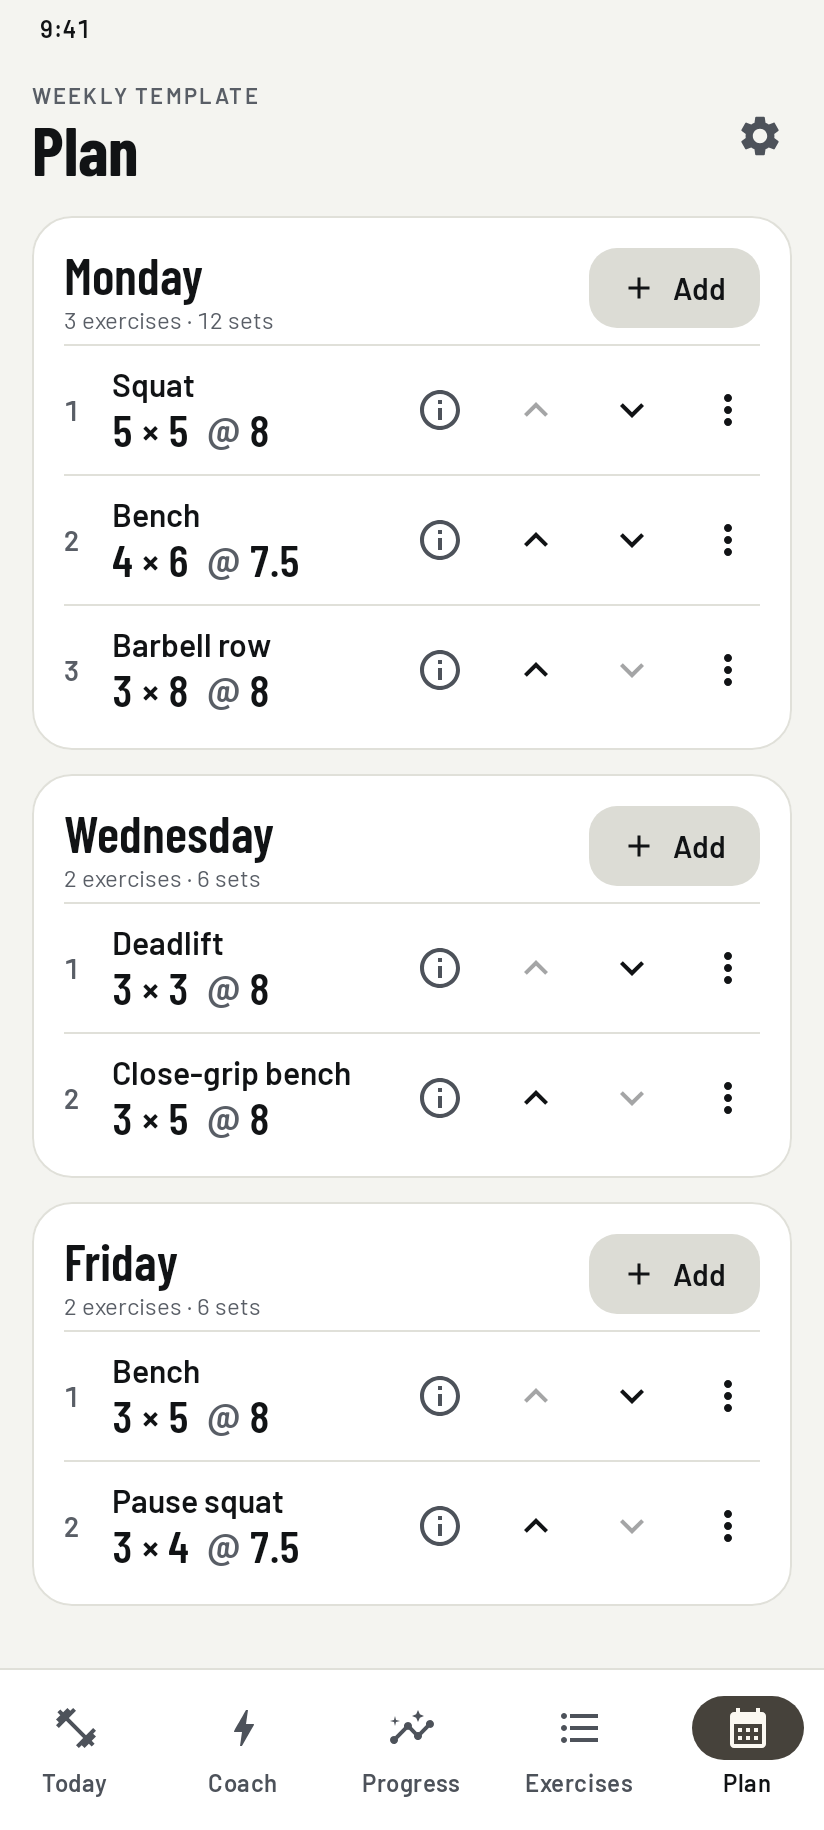 9:41
WEEKLY TEMPLATE
Plan
Monday
3 exercises · 12 sets
+ Add
1
Squat
5 × 5 @ 8
2
Bench
4 × 6 @ 7.5
3
Barbell row
3 × 8 @ 8
Wednesday
2 exercises · 6 sets
+ Add
1
Deadlift
3 × 3 @ 8
2
Close-grip bench
3 × 5 @ 8
Friday
2 exercises · 6 sets
+ Add
1
Bench
3 × 5 @ 8
2
Pause squat
3 × 4 @ 7.5
Today Coach Progress Exercises Plan